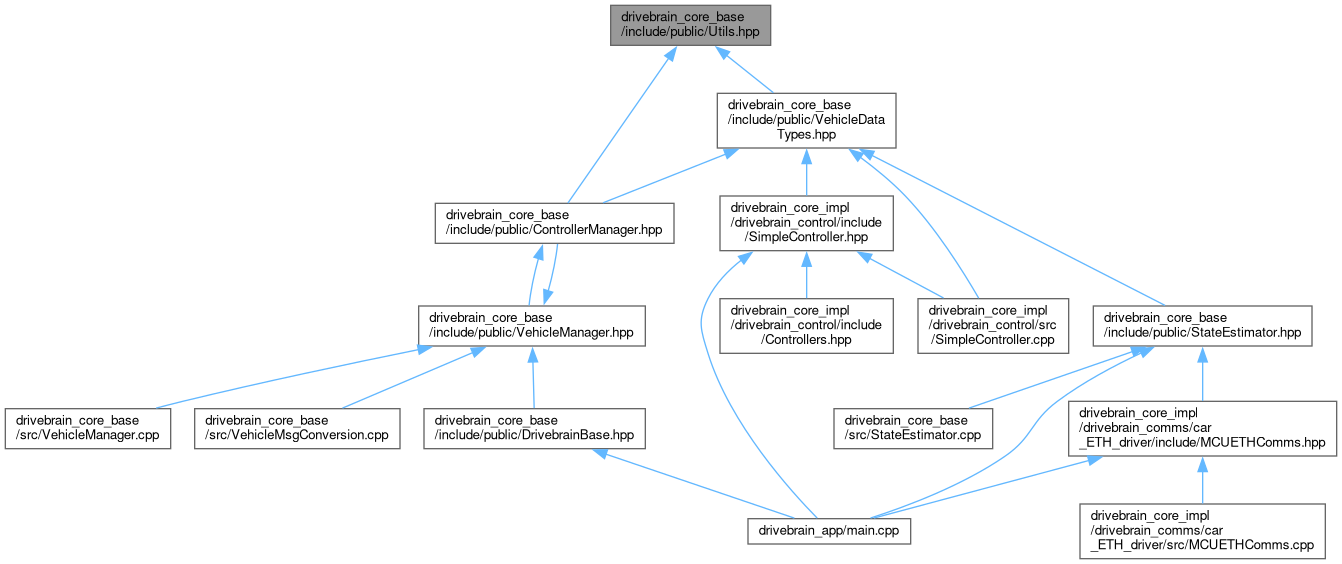 drivebrain_core_base
/include/public/Utils.hpp
drivebrain_core_base
/include/public/VehicleData
Types.hpp
drivebrain_core_base
/include/public/ControllerManager.hpp
drivebrain_core_impl
/drivebrain_control/include
/SimpleController.hpp
drivebrain_core_base
/include/public/VehicleManager.hpp
drivebrain_core_impl
/drivebrain_control/include
/Controllers.hpp
drivebrain_core_impl
/drivebrain_control/src
/SimpleController.cpp
drivebrain_core_base
/include/public/StateEstimator.hpp
drivebrain_core_base
/src/VehicleManager.cpp
drivebrain_core_base
/src/VehicleMsgConversion.cpp
drivebrain_core_base
/include/public/DrivebrainBase.hpp
drivebrain_core_base
/src/StateEstimator.cpp
drivebrain_core_impl
/drivebrain_comms/car
_ETH_driver/include/MCUETHComms.hpp
drivebrain_app/main.cpp
drivebrain_core_impl
/drivebrain_comms/car
_ETH_driver/src/MCUETHComms.cpp